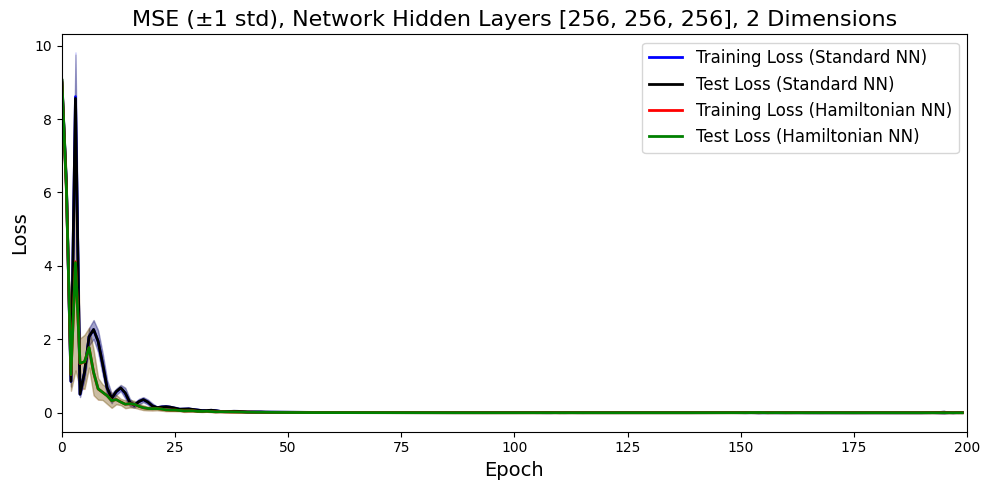 MSE (±1 std), Network Hidden Layers [256, 256, 256], 2 Dimensions
Training Loss (Standard NN)
Test Loss (Standard NN)
Training Loss (Hamiltonian NN)
Test Loss (Hamiltonian NN)
Loss
10
8
6
4
2
0
0 25 50 75 100 125 150 175 200
Epoch